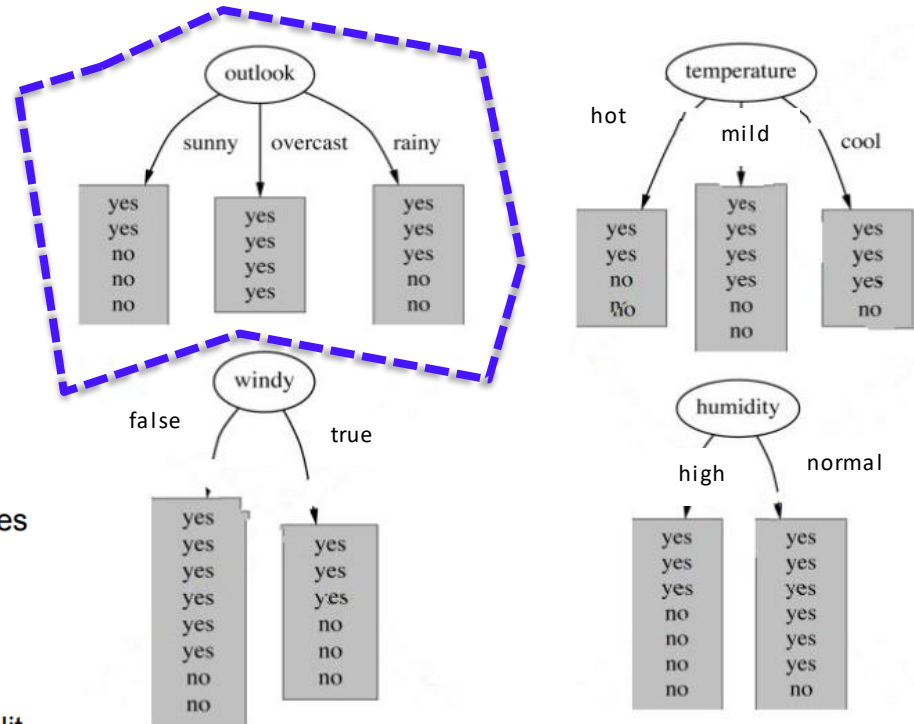 outlook
sunny overcast rainy
yes
yes
no
no
no
yes
yes
yes
yes
yes
yes
yes
no
no
temperature
hot
mild
cool
yes
yes
no
no
yes
yes
yes
yes
no
no
yes
yes
yes
no
windy
false
true
yes
yes
yes
yes
yes
yes
no
no
yes
yes
yes
no
no
no
humidity
high
normal
yes
yes
yes
no
no
no
no
yes
yes
yes
yes
yes
yes
no
es
lit